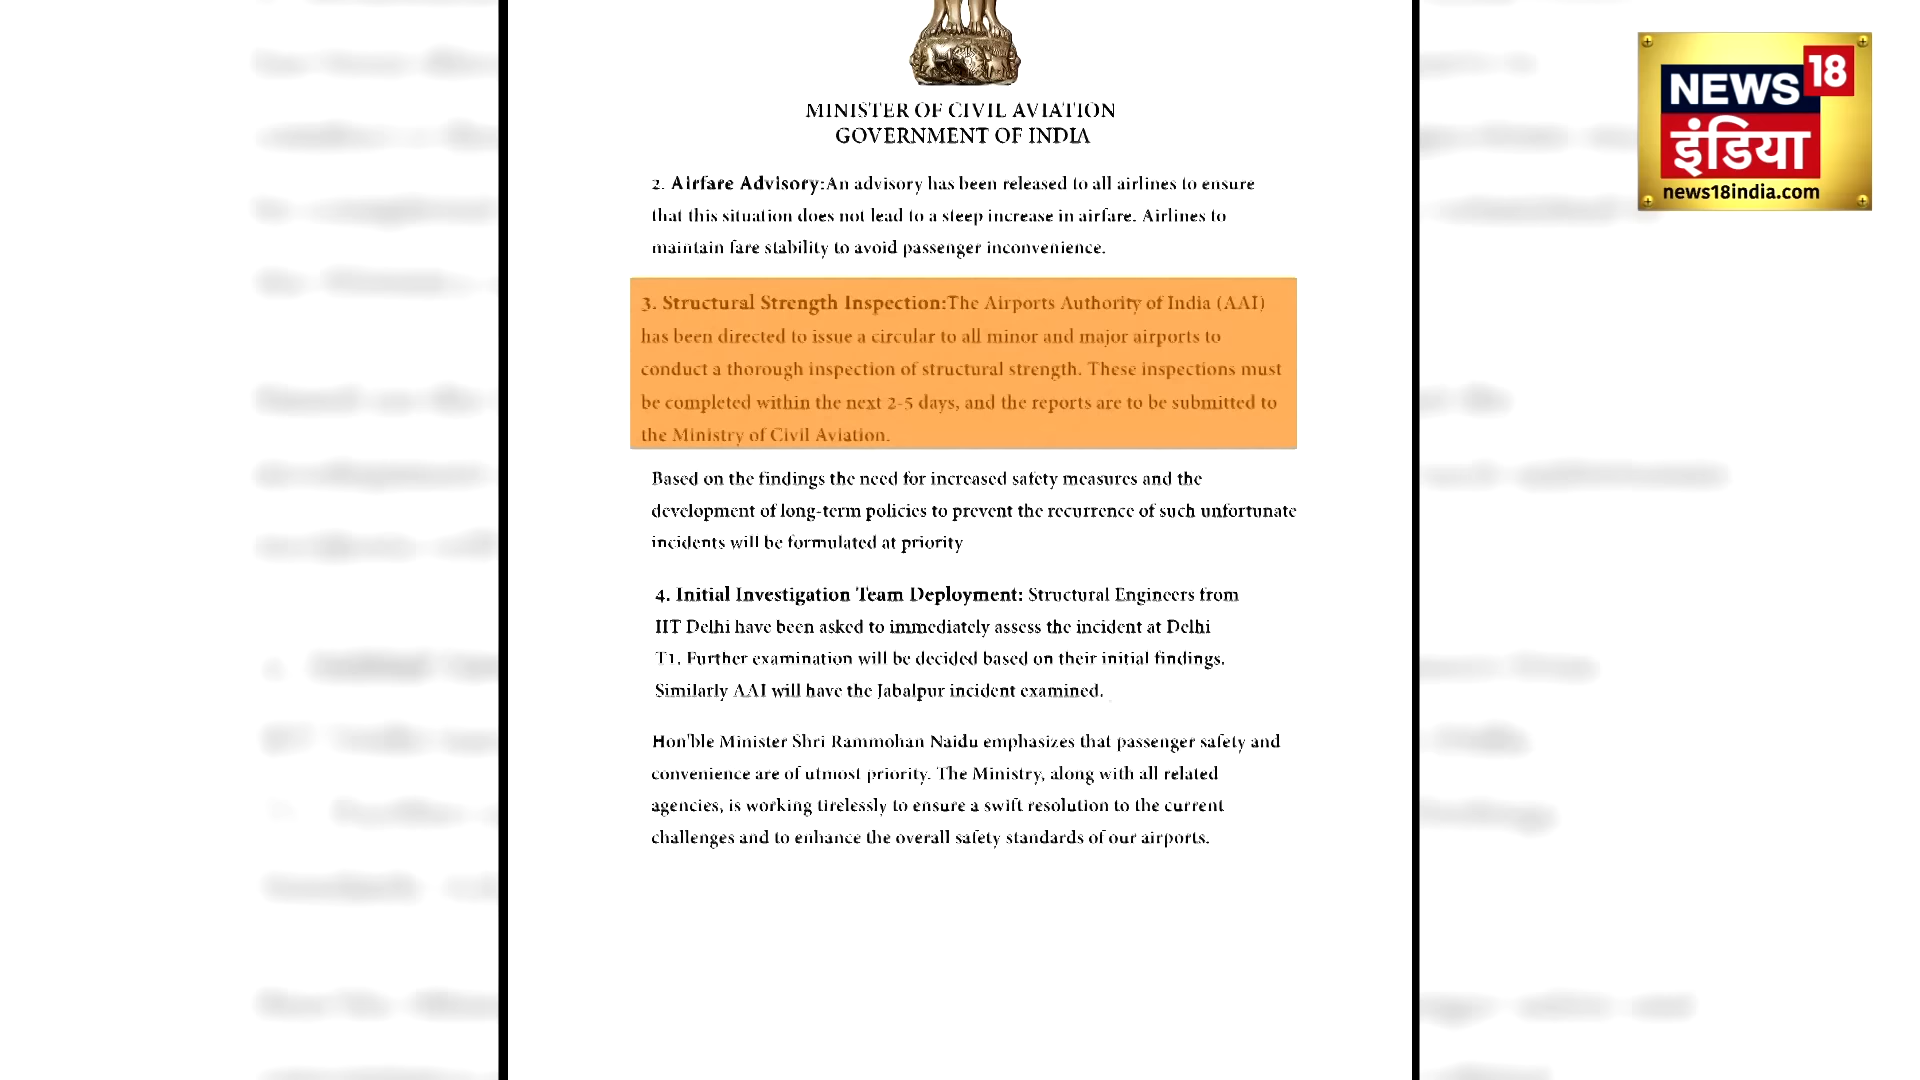 MINISTER OF CIVIL AVIATION
GOVERNMENT OF INDIA
2. Airfare Advisory:An advisory has been released to all airlines to ensure
that this situation does not lead to a steep increase in airfare. Airlines to
maintain fare stability to avoid passenger inconvenience.
3. Structural Strength Inspection:The Airports Authority of India (AAI)
has been directed to issue a circular to all minor and major airports to
conduct a thorough inspection of structural strength. These inspections must
be completed within the next 2-5 days, and the reports are to be submitted to
the Ministry of Civil Aviation.
Based on the findings the need for increased safety measures and the
development of long-term policies to prevent the recurrence of such unfortunate
incidents will be formulated at priority
4. Initial Investigation Team Deployment: Structural Engineers from
IIT Delhi have been asked to immediately assess the incident at Delhi
T1. Further examination will be decided based on their initial findings.
Similarly AAI will have the Jabalpur incident examined.
Hon'ble Minister Shri Rammohan Naidu emphasizes that passenger safety and
convenience are of utmost priority. The Ministry, along with all related
agencies, is working tirelessly to ensure a swift resolution to the current
challenges and to enhance the overall safety standards of our airports.
NEWS 18
इंडिया
news18india.com